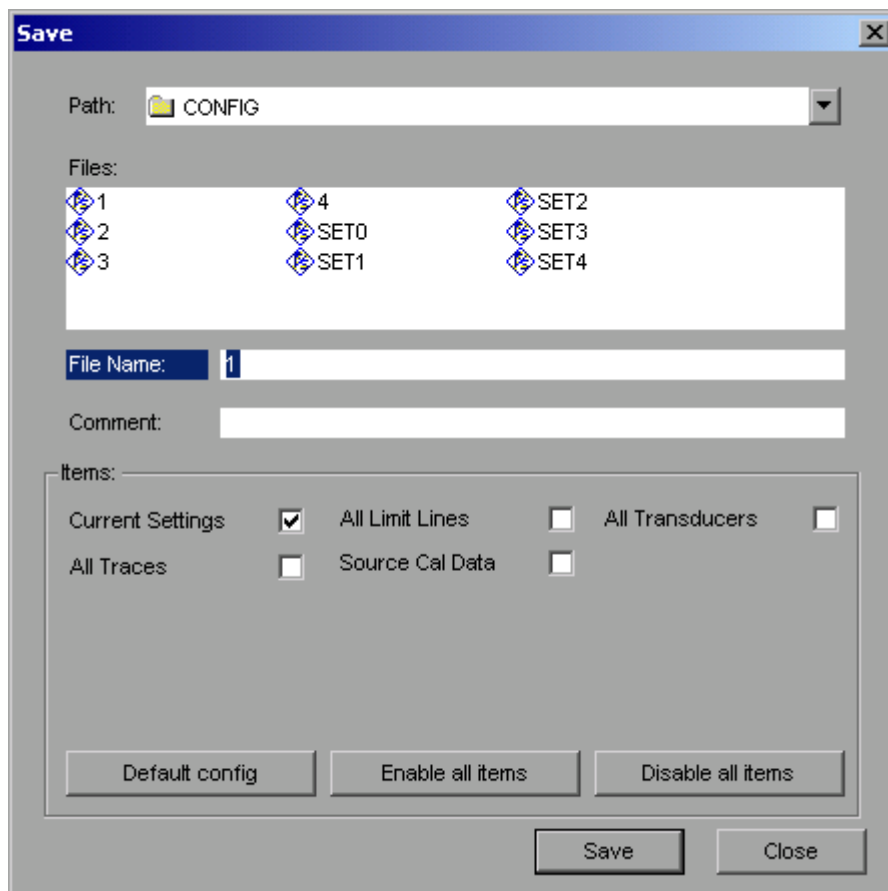 Save
Path: CONFIG
Files:
1 4 SET2
2 SET0 SET3
3 SET1 SET4
File Name: 1
Comment:
Items:
Current Settings All Limit Lines All Transducers
All Traces Source Cal Data
Default config Enable all items Disable all items
Save Close